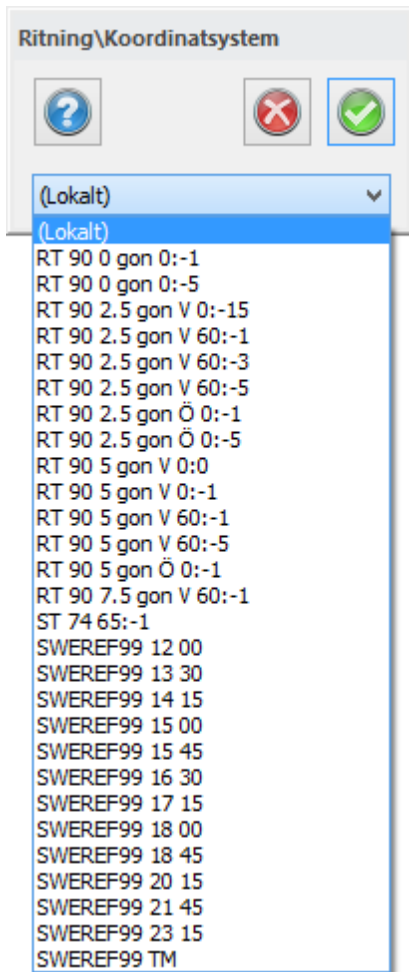 Ritning\Koordinatsystem
(Lokalt)
(Lokalt)
RT 90 0 gon 0:-1
RT 90 0 gon 0:-5
RT 90 2.5 gon V 0:-15
RT 90 2.5 gon V 60:-1
RT 90 2.5 gon V 60:-3
RT 90 2.5 gon V 60:-5
RT 90 2.5 gon Ö 0:-1
RT 90 2.5 gon Ö 0:-5
RT 90 5 gon V 0:0
RT 90 5 gon V 0:-1
RT 90 5 gon V 60:-1
RT 90 5 gon V 60:-5
RT 90 5 gon Ö 0:-1
RT 90 7.5 gon V 60:-1
ST 74 65:-1
SWEREF99 12 00
SWEREF99 13 30
SWEREF99 14 15
SWEREF99 15 00
SWEREF99 15 45
SWEREF99 16 30
SWEREF99 17 15
SWEREF99 18 00
SWEREF99 18 45
SWEREF99 20 15
SWEREF99 21 45
SWEREF99 23 15
SWEREF99 TM